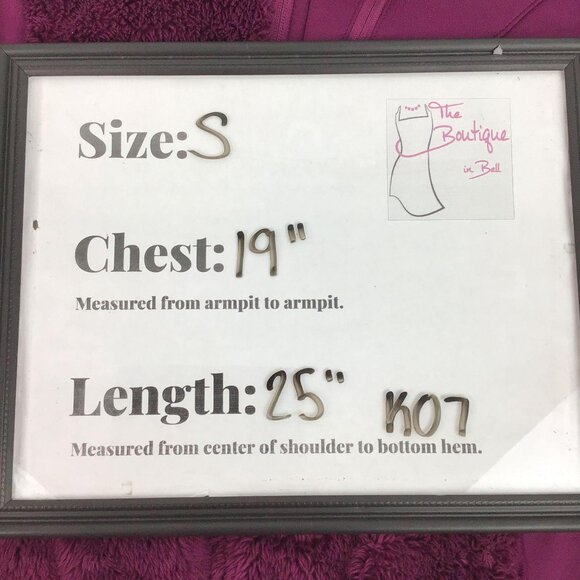 Size: S
The
Boutique
in Bell
Chest: 19"
Measured from armpit to armpit.
Length: 25"
K07
Measured from center of shoulder to bottom hem.